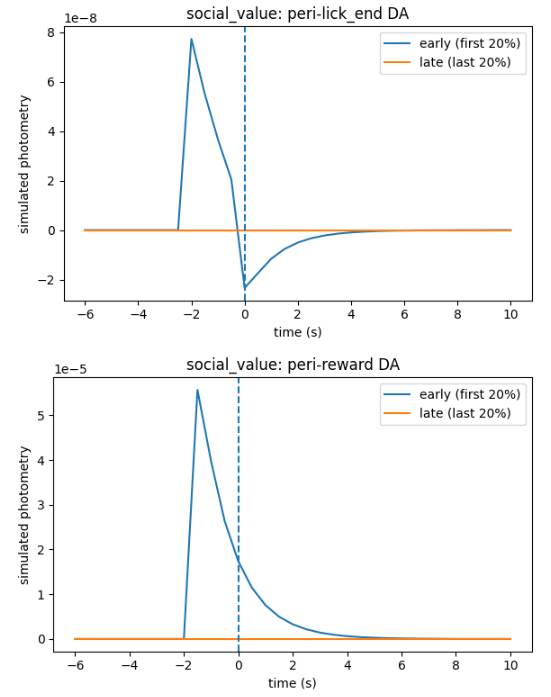 social_value: peri-lick_end DA
1e−8
8
6
4
2
0
−2
simulated photometry
early (first 20%)
late (last 20%)
−6 −4 −2 0 2 4 6 8 10
time (s)
social_value: peri-reward DA
1e−5
5
4
3
2
1
0
simulated photometry
early (first 20%)
late (last 20%)
−6 −4 −2 0 2 4 6 8 10
time (s)